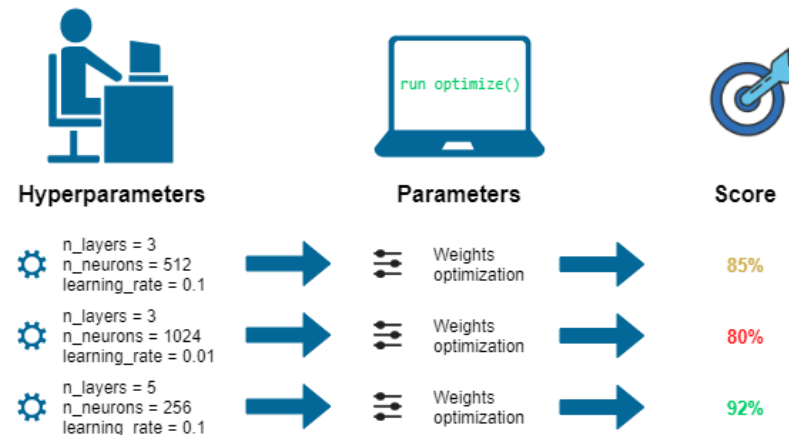 run optimize()
Hyperparameters
Parameters
Score
n_layers = 3
n_neurons = 512
learning_rate = 0.1
Weights
optimization
85%
n_layers = 3
n_neurons = 1024
learning_rate = 0.01
Weights
optimization
80%
n_layers = 5
n_neurons = 256
learning_rate = 0.1
Weights
optimization
92%